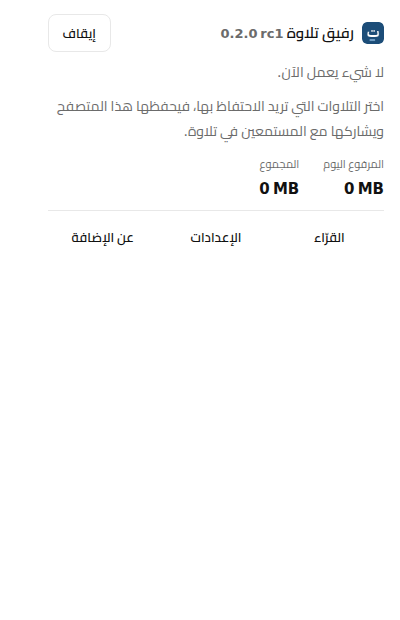 رفيق تلاوة 0.2.0 rc1
إيقاف
لا شيء يعمل الآن.
اختر التلاوات التي تريد الاحتفاظ بها، فيحفظها هذا المتصفح
ويشاركها مع المستمعين في تلاوة.
المرفوع اليوم المجموع
0 MB 0 MB
القرّاء الإعدادات عن الإضافة